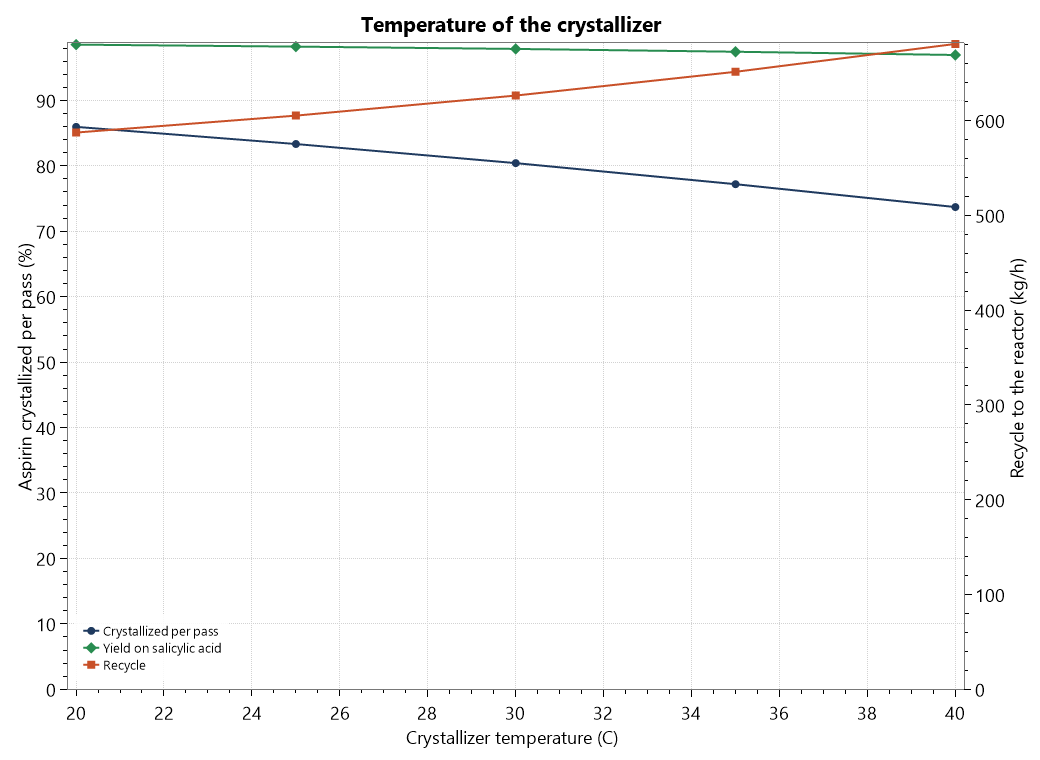 Temperature of the crystallizer
Aspirin crystallized per pass (%)
90
80
70
60
50
40
30
20
10
0
600
500
400
300
200
100
0
Recycle to the reactor (kg/h)
Crystallized per pass
Yield on salicylic acid
Recycle
20 22 24 26 28 30 32 34 36 38 40
Crystallizer temperature (C)